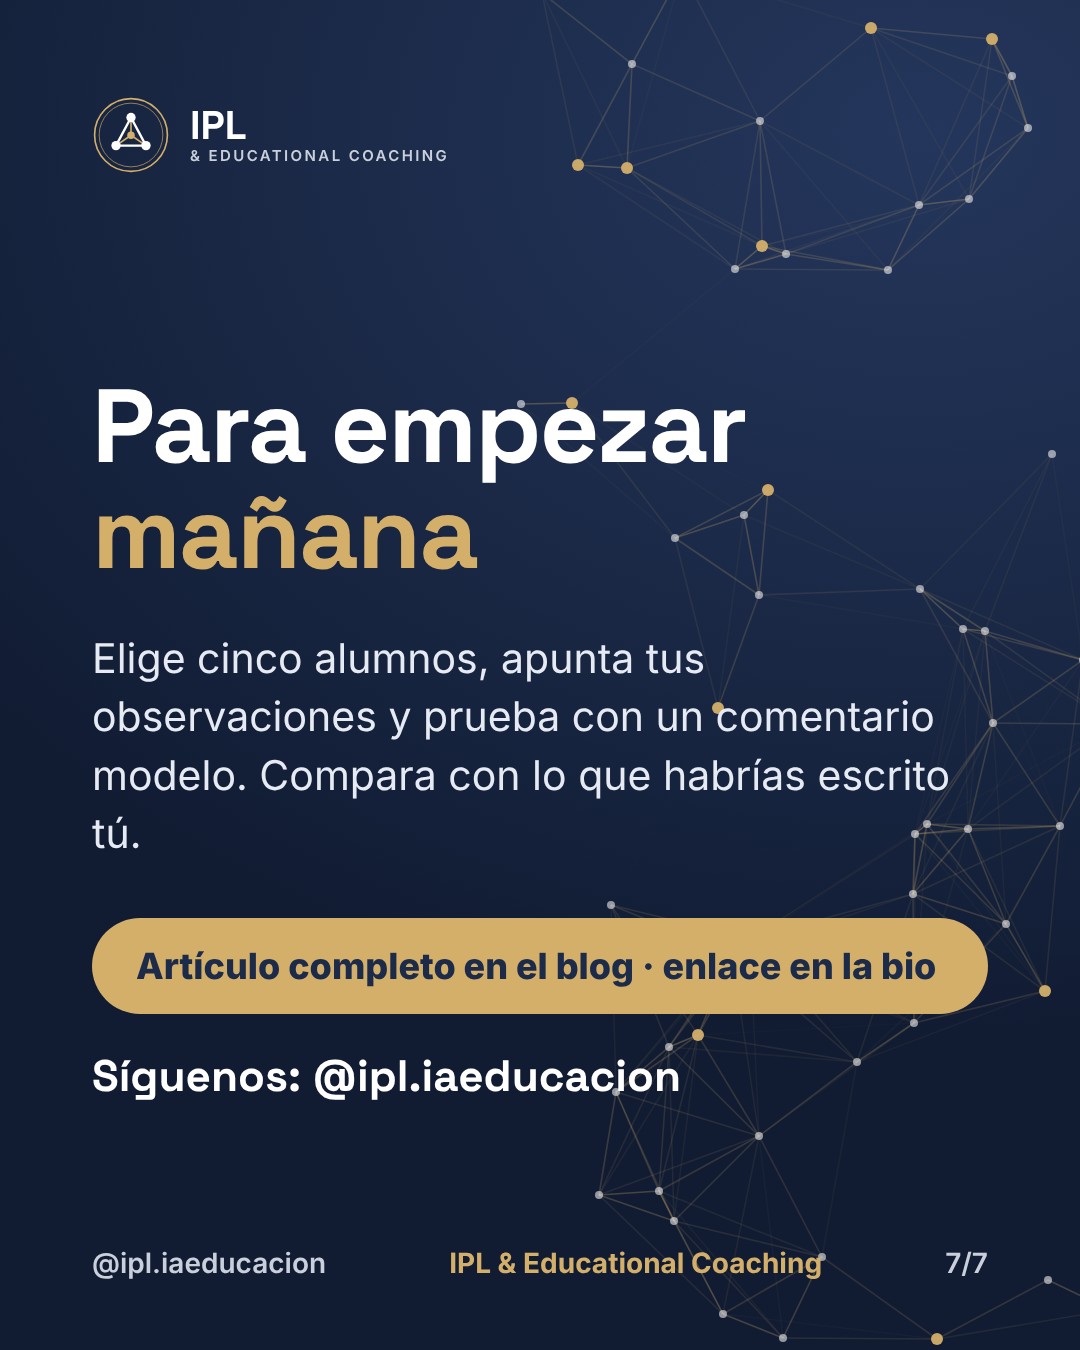 IPL
& EDUCATIONAL COACHING
Para empezar
mañana
Elige cinco alumnos, apunta tus
observaciones y prueba con un comentario
modelo. Compara con lo que habrías escrito
tú.
Artículo completo en el blog · enlace en la bio
Síguenos: @ipl.iaeducacion
@ipl.iaeducacion
IPL & Educational Coaching
7/7